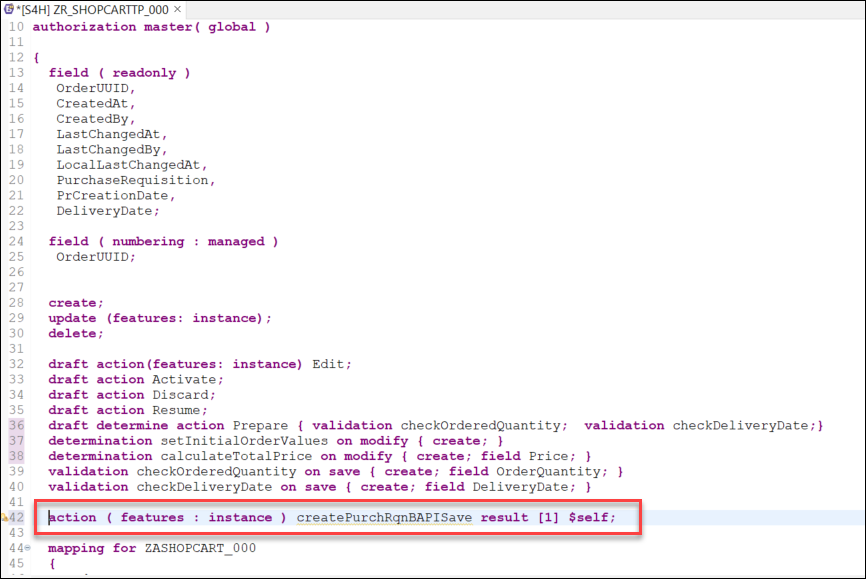 *[S4H] ZR_SHOPCARTTP_000
10 authorization master( global )
11
12 {
13 field ( readonly )
14 OrderUUID,
15 CreatedAt,
16 CreatedBy,
17 LastChangedAt,
18 LastChangedBy,
19 LocalLastChangedAt,
20 PurchaseRequisition,
21 PrCreationDate,
22 DeliveryDate;
23
24 field ( numbering : managed )
25 OrderUUID;
26
27
28 create;
29 update (features: instance);
30 delete;
31
32 draft action(features: instance) Edit;
33 draft action Activate;
34 draft action Discard;
35 draft action Resume;
36 draft determine action Prepare { validation checkOrderedQuantity;  validation checkDeliveryDate;}
37 determination setInitialOrderValues on modify { create; }
38 determination calculateTotalPrice on modify { create; field Price; }
39 validation checkOrderedQuantity on save { create; field OrderQuantity; }
40 validation checkDeliveryDate on save { create; field DeliveryDate; }
41
42 action ( features : instance ) createPurchRqnBAPISave result [1] $self;
43
44 mapping for ZASHOPCART_000
45 {